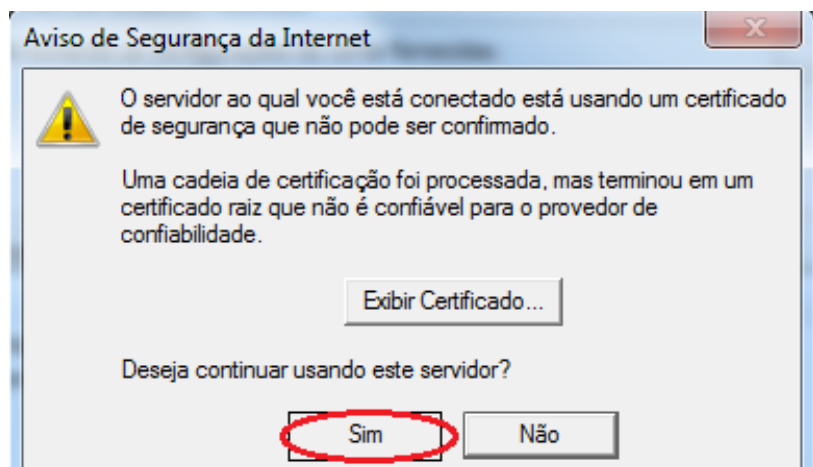 Aviso de Segurança da Internet
O servidor ao qual você está conectado está usando um certificado
de segurança que não pode ser confirmado.
Uma cadeia de certificação foi processada, mas terminou em um
certificado raiz que não é confiável para o provedor de
confiabilidade.
Exibir Certificado...
Deseja continuar usando este servidor?
Sim Não